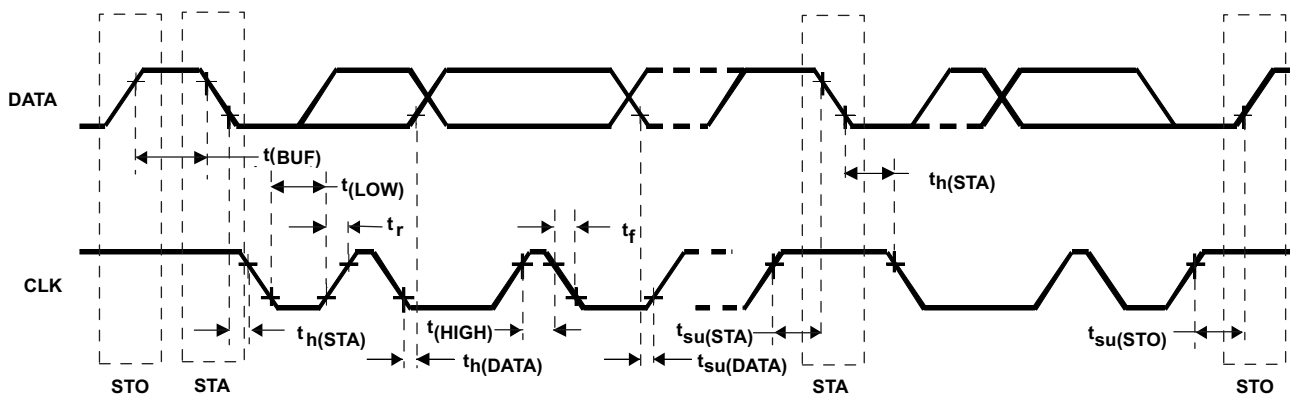 DATA
t(BUF)
t(LOW)
th(STA)
tr
tf
CLK
th(STA)
t(HIGH)
tsu(STA)
tsu(STO)
th(DATA)
tsu(DATA)
STO
STA
STA
STO